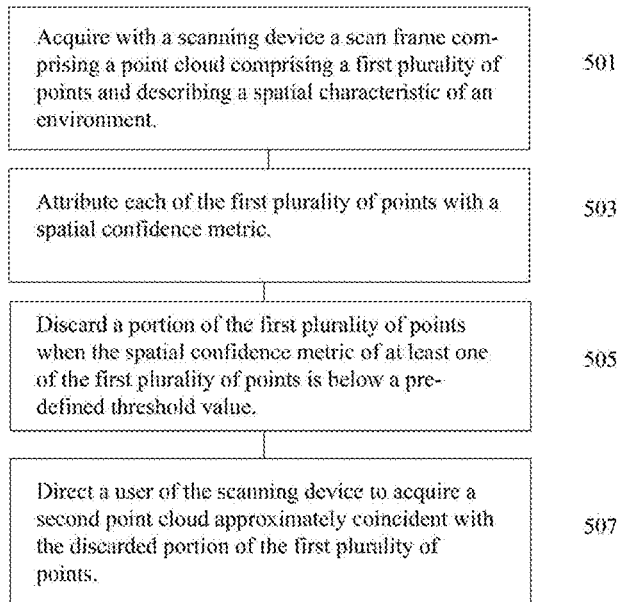 Acquire with a scanning device a scan frame com-
prising a point cloud comprising a first plurality of
points and describing a spatial characteristic of an
environment.
501
Attribute each of the first plurality of points with a
spatial confidence metric.
503
Discard a portion of the first plurality of points
when the spatial confidence metric of at least one
of the first plurality of points is below a pre-
defined threshold value.
505
Direct a user of the scanning device to acquire a
second point cloud approximately coincident with
the discarded portion of the first plurality of
points.
507